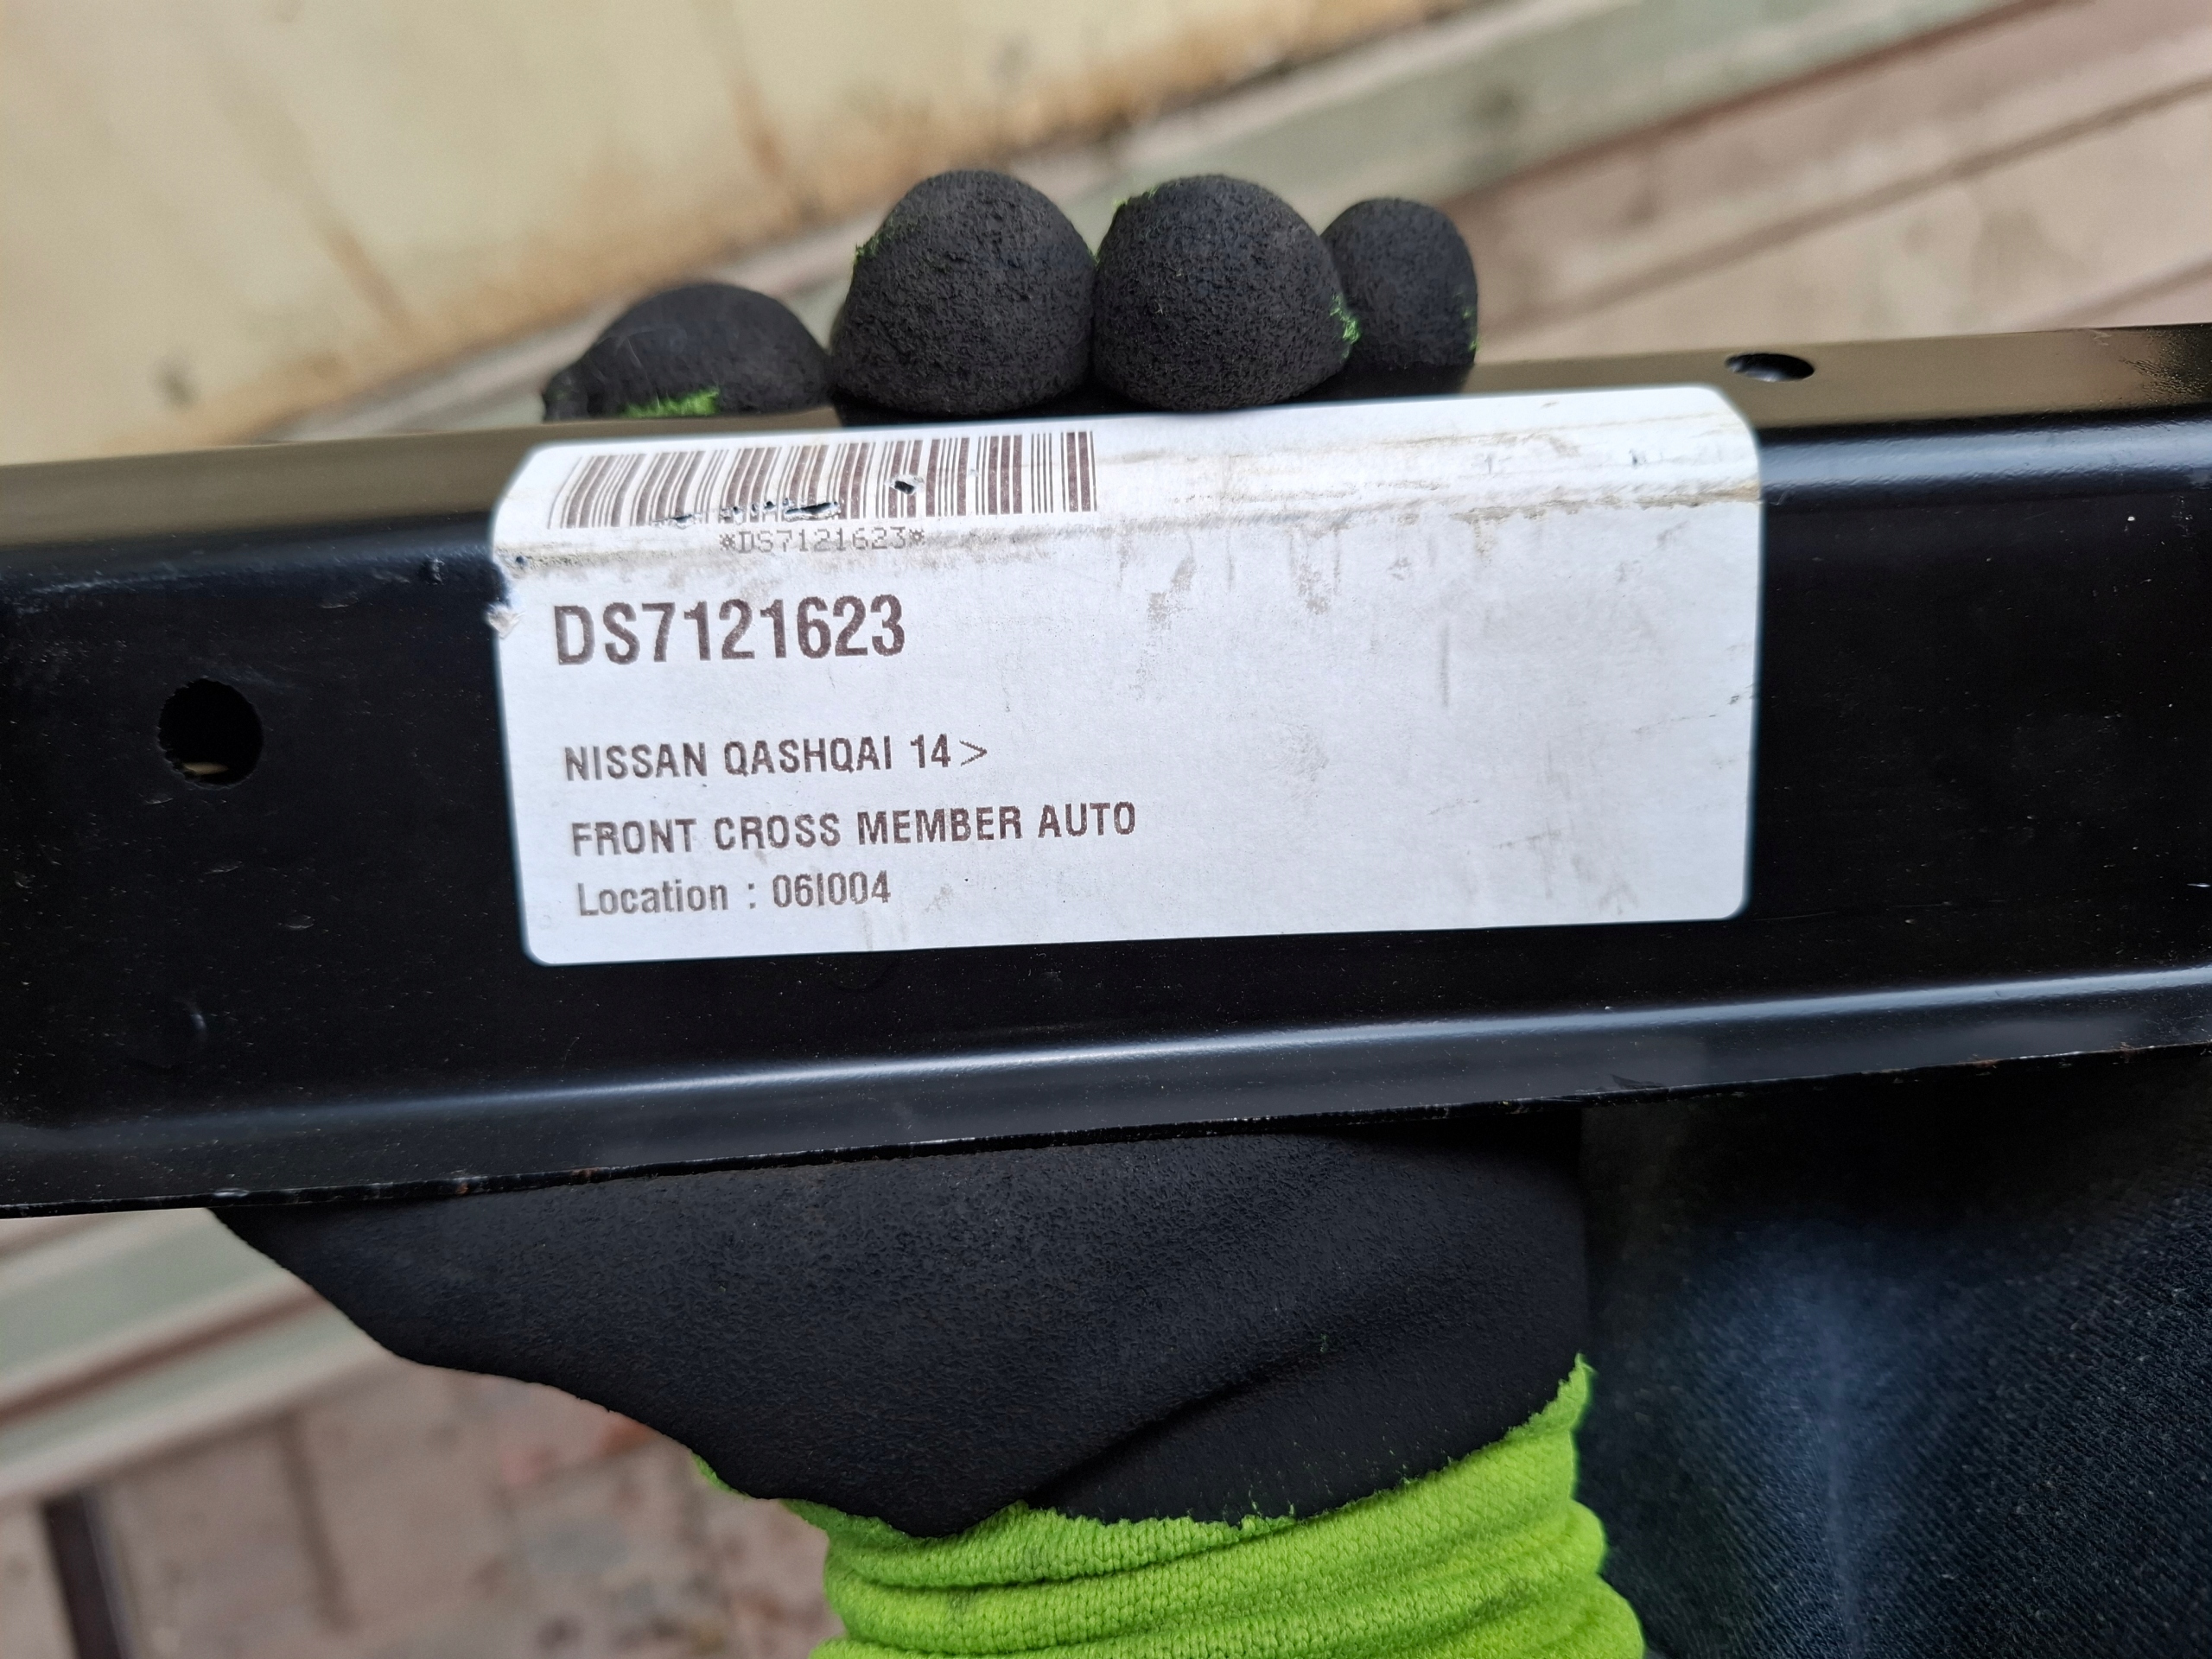 *DS7121623*
DS7121623
NISSAN QASHQAI 14>
FRONT CROSS MEMBER AUTO
Location : 06I004